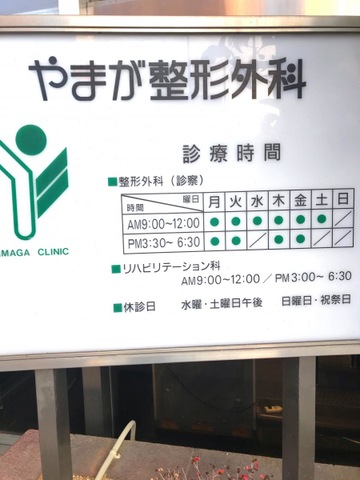 やまが整形外科
診療時間
■整形外科（診察）
曜日 時間 月 火 水 木 金 土 日
AM9:00~12:00 ● ● ● ● ● ● ／
PM3:30~ 6:30 ● ● ／ ● ● ／ ／
■リハビリテーション科
AM9:00~12:00／PM3:00~6:30
■休診日 水曜・土曜日午後 日曜日・祝祭日
AMAGA CLINIC